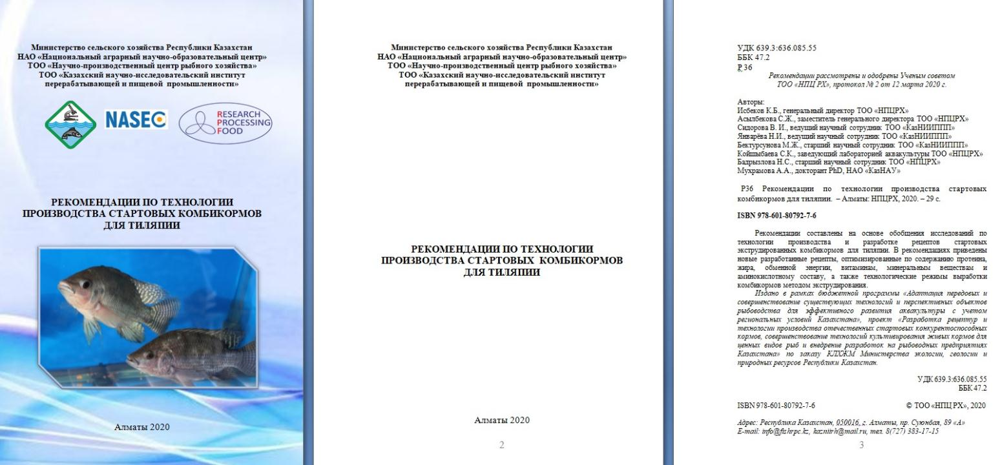 Министерство сельского хозяйства Республики Казахстан
НАО «Национальный аграрный научно-образовательный центр»
ТОО «Научно-производственный центр рыбного хозяйства»
ТОО «Казахский научно-исследовательский институт
перерабатывающей и пищевой промышленности»
NASEC
RESEARCH
PROCESSING
FOOD
РЕКОМЕНДАЦИИ ПО ТЕХНОЛОГИИ
ПРОИЗВОДСТВА СТАРТОВЫХ КОМБИКОРМОВ
ДЛЯ ТИЛЯПИИ
Алматы 2020
Министерство сельского хозяйства Республики Казахстан
НАО «Национальный аграрный научно-образовательный центр»
ТОО «Научно-производственный центр рыбного хозяйства»
ТОО «Казахский научно-исследовательский институт
перерабатывающей и пищевой промышленности»
РЕКОМЕНДАЦИИ ПО ТЕХНОЛОГИИ
ПРОИЗВОДСТВА СТАРТОВЫХ КОМБИКОРМОВ
ДЛЯ ТИЛЯПИИ
Алматы 2020
2
УДК 639.3:636.085.55
ББК 47.2
Р 36
Рекомендации рассмотрены и одобрены Ученым советом
ТОО «НПЦ РХ», протокол № 2 от 12 марта 2020 г.
Авторы:
Исбеков К.Б., генеральный директор ТОО «НПЦРХ»
Асылбекова С.Ж., заместитель генерального директора ТОО «НПЦРХ»
Сидорова В. И., ведущий научный сотрудник ТОО «КазНИИППП»
Январёва Н.И., ведущий научный сотрудник ТОО «КазНИИППП»
Бектурсунова М.Ж., старший научный сотрудник ТОО «КазНИИППП»
Койшыбаева С.К., заведующий лабораторией аквакультуры ТОО «НПЦРХ»
Бадрызлова Н.С., старший научный сотрудник ТОО «НПЦРХ»
Мухрамова А.А., докторант PhD, НАО «КазНАУ»
Р36 Рекомендации по технологии производства стартовых
комбикормов для тиляпии. – Алматы: НПЦРХ, 2020. – 29 с.
ISBN 978-601-80792-7-6
Рекомендации составлены на основе обобщения исследований по
технологии производства и разработке рецептов стартовых
экструдированных комбикормов для тиляпии. В рекомендациях приведены
новые разработанные рецепты, оптимизированные по содержанию протеина,
жира, обменной энергии, витаминам, минеральным веществам и
аминокислотному составу, а также технологические режимы выработки
комбикормов методом экструдирования.
Издано в рамках бюджетной программы «Адаптация передовых и
совершенствование существующих технологий и перспективных объектов
рыбоводства для эффективного развития аквакультуры с учетом
региональных условий Казахстана», проект «Разработка рецептур и
технологии производства отечественных стартовых конкурентоспособных
кормов, совершенствование технологий культивирования живых кормов для
ценных видов рыб и внедрение разработок на рыбоводных предприятиях
Казахстана» по заказу КЛХЖМ Министерства экологии, геологии и
природных ресурсов Республики Казахстан.
УДК 639.3:636.085.55
ББК 47.2
ISBN 978-601-80792-7-6 © ТОО «НПЦ РХ», 2020
Адрес: Республика Казахстан, 050016, г. Алматы, пр. Суюнбая, 89 «А»
E-mail: info@fishrpc.kz, kazniirh@mail.ru, тел. 8(727) 383-17-15
3